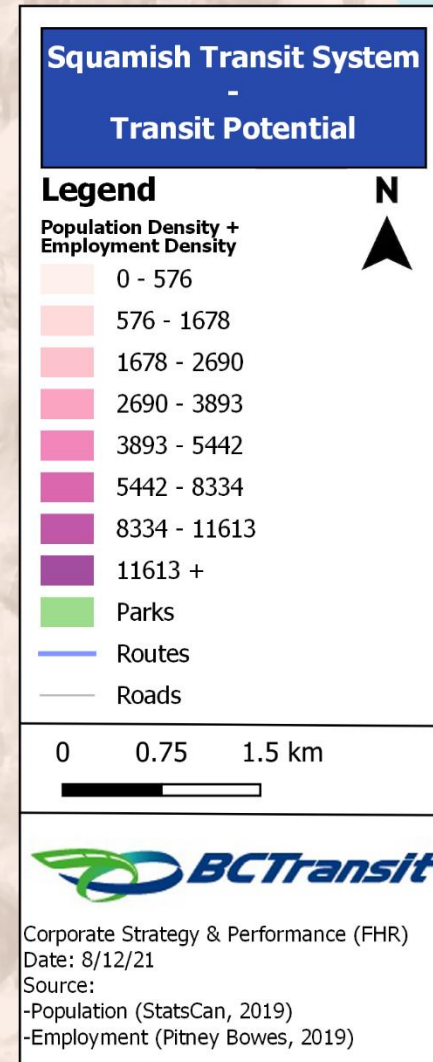 Squamish Transit System
-
Transit Potential
Legend
N
Population Density +
Employment Density
0 - 576
576 - 1678
1678 - 2690
2690 - 3893
3893 - 5442
5442 - 8334
8334 - 11613
11613 +
Parks
Routes
Roads
0 0.75 1.5 km
BCTransit
Corporate Strategy & Performance (FHR)
Date: 8/12/21
Source:
-Population (StatsCan, 2019)
-Employment (Pitney Bowes, 2019)